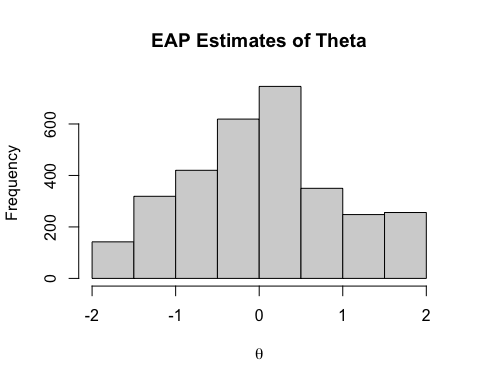 EAP Estimates of Theta
Frequency
600
400
200
0
-2 -1 0 1 2
θ